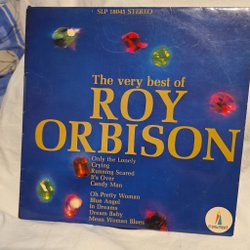 SLP 18045 STEREO
The very best of
ROY
ORBISON
Only the Lonely
Crying
Running Scared
It's Over
Candy Man
Oh Pretty Woman
Blue Angel
In Dreams
Dream Baby
Mean Woman Blues